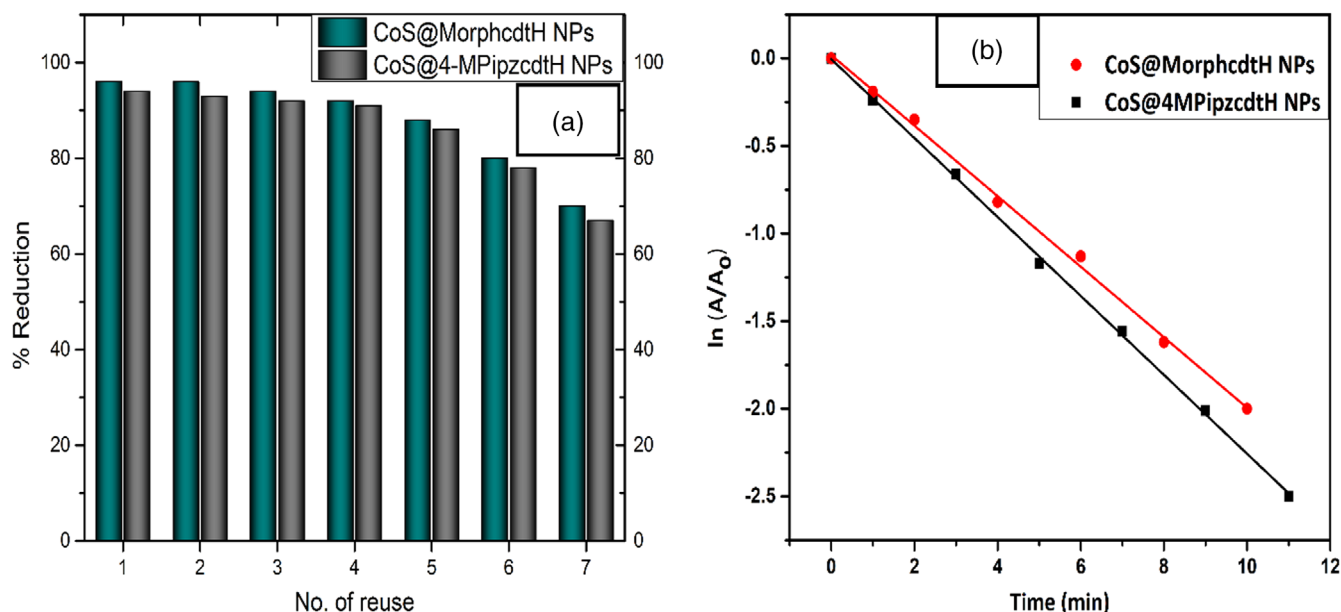 CoS@MorphcdtH NPs
CoS@4-MPipzcdtH NPs
(a)
% Reduction
100
80
60
40
20
0
100
80
60
40
20
0
1 2 3 4 5 6 7
No. of reuse
(b)
CoS@MorphcdtH NPs
CoS@4MPipzcdtH NPs
ln (A/A₀)
0.0
-0.5
-1.0
-1.5
-2.0
-2.5
0 2 4 6 8 10 12
Time (min)